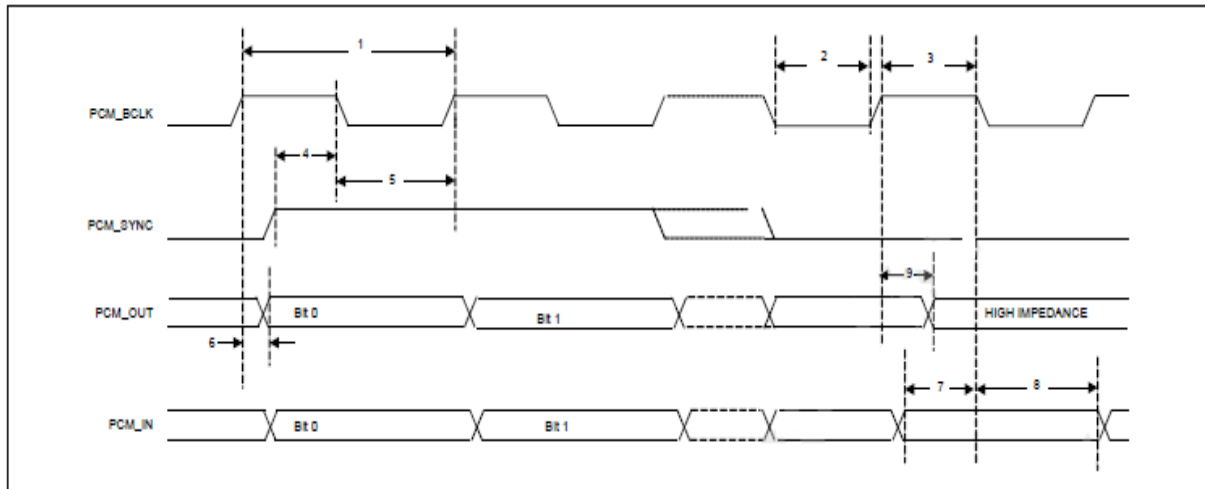 1
2
3
PCM_BCLK
4
5
PCM_SYNC
9
PCM_OUT
Bit 0
Bit 1
HIGH IMPEDANCE
6
7
8
PCM_IN
Bit 0
Bit 1